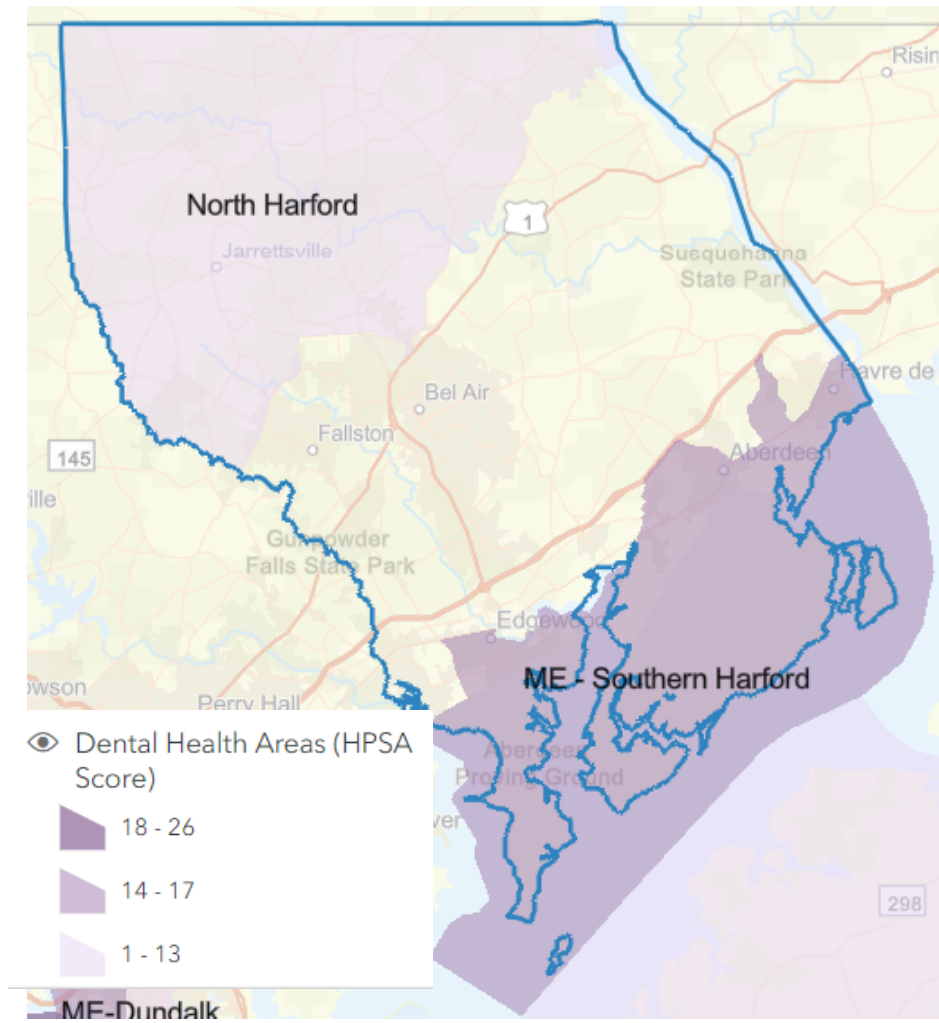 Risin
North Harford
1
Jarrettsville
Susquehanna
State Park
Havre de
Bel Air
Fallston
145
Aberdeen
ille
Gunpowder
Falls State Park
Edgewood
ME - Southern Harford
owson
Perry Hall
Dental Health Areas (HPSA
Score)
Aberdeen
Proving Ground
18 - 26
ver
14 - 17
298
1 - 13
ME-Dundalk